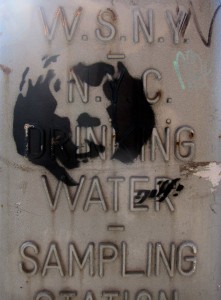 W.S.N.Y.
–
N.Y.C.
DRINKING
WATER
–
SAMPLING
STATION